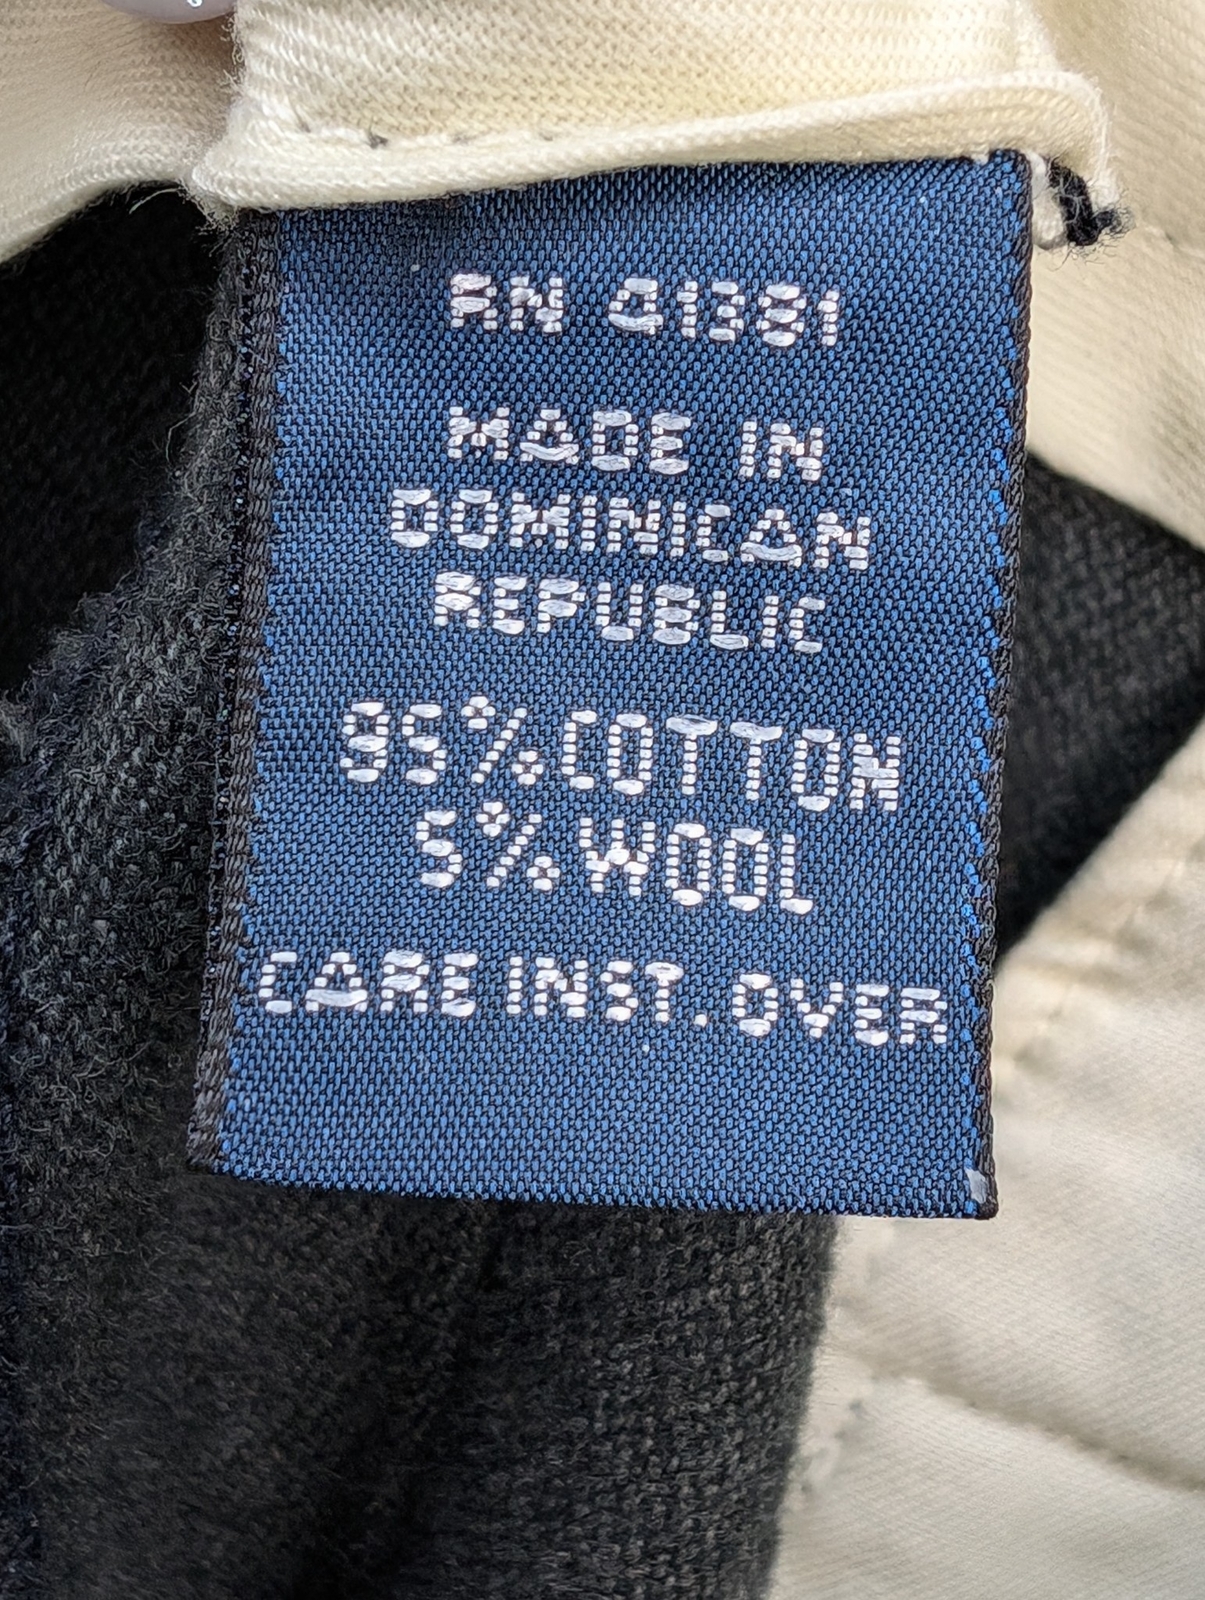 RN 41381
MADE IN
DOMINICAN
REPUBLIC
95% COTTON
5% WOOL
CARE INST. OVER